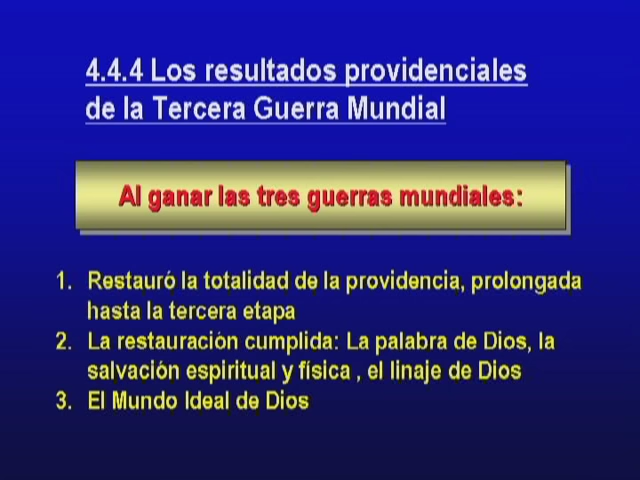 4.4.4 Los resultados providenciales
de la Tercera Guerra Mundial
Al ganar las tres guerras mundiales:
1. Restauró la totalidad de la providencia, prolongada
hasta la tercera etapa
2. La restauración cumplida: La palabra de Dios, la
salvación espiritual y física , el linaje de Dios
3. El Mundo Ideal de Dios